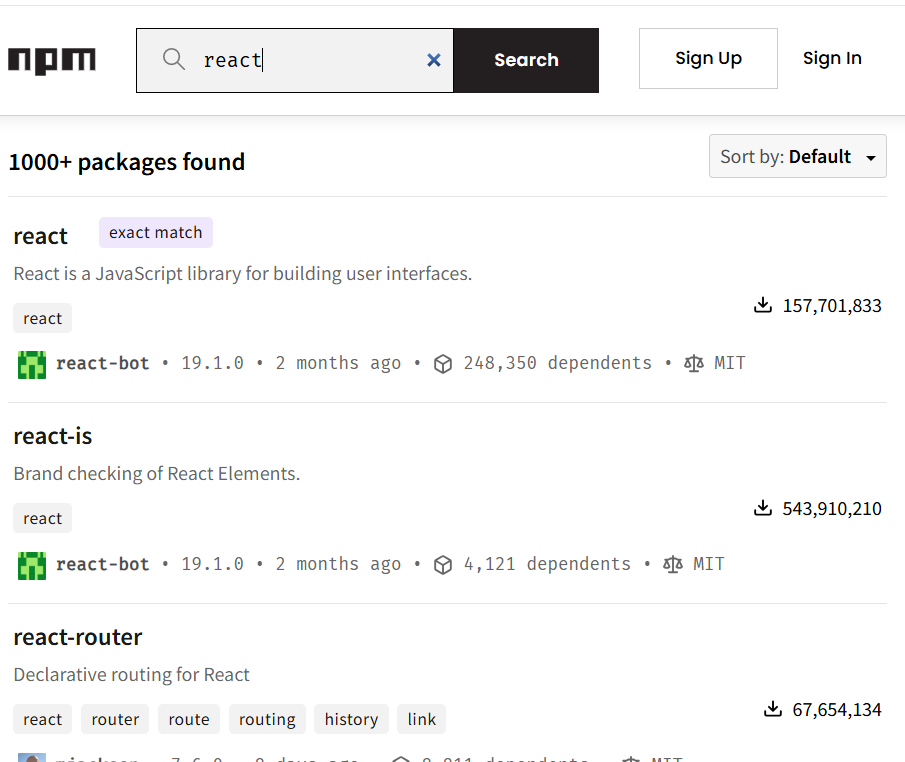 npm react × Search Sign Up Sign In
1000+ packages found Sort by: Default
react exact match
React is a JavaScript library for building user interfaces.
157,701,833
react
react-bot • 19.1.0 • 2 months ago • 248,350 dependents • MIT
react-is
Brand checking of React Elements.
543,910,210
react
react-bot • 19.1.0 • 2 months ago • 4,121 dependents • MIT
react-router
Declarative routing for React
67,654,134
react router route routing history link